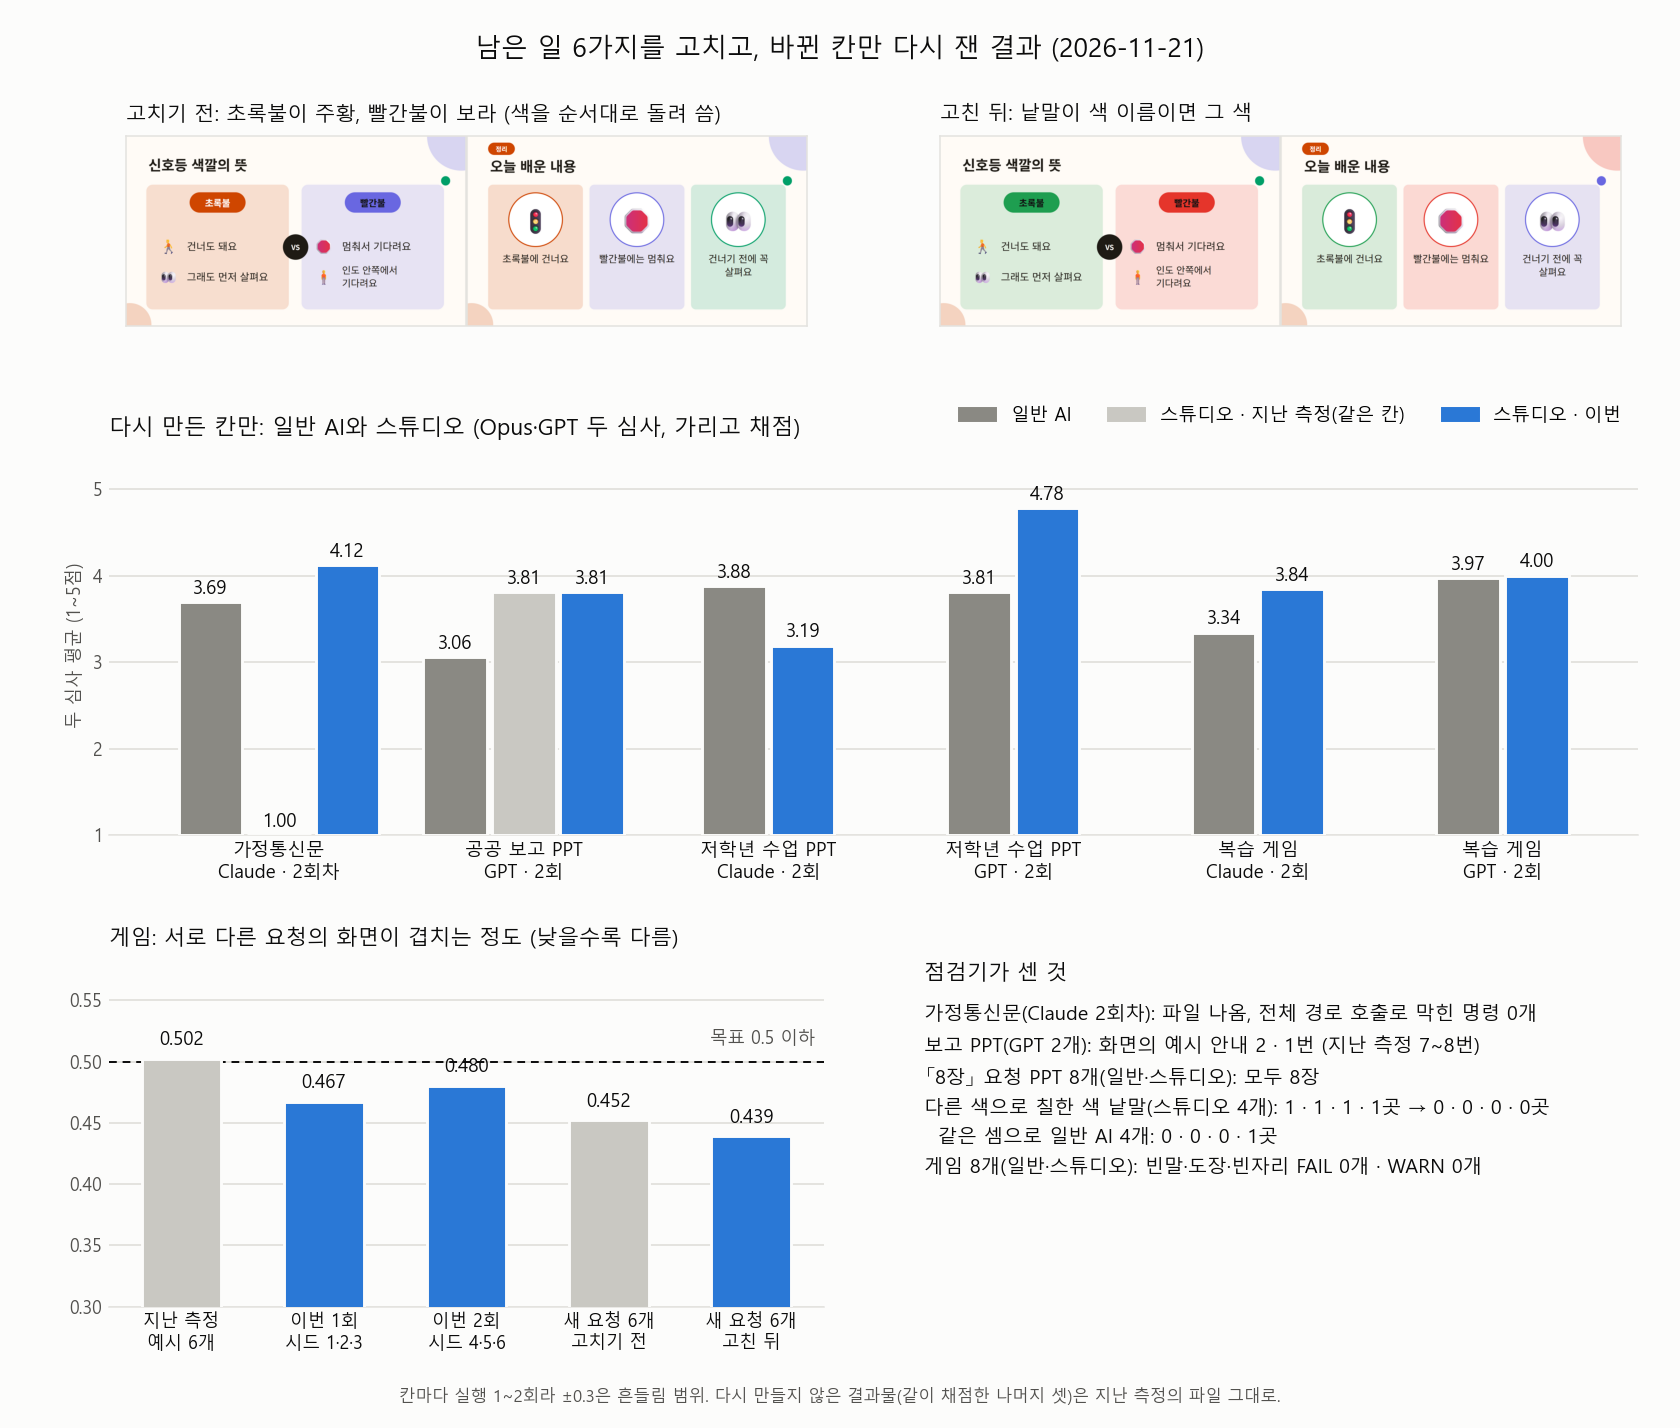 남은 일 6가지를 고치고, 바뀐 칸만 다시 잰 결과 (2026-11-21)
고치기 전: 초록불이 주황, 빨간불이 보라 (색을 순서대로 돌려 씀)
신호등 색깔의 뜻
초록불
빨간불
건너도 돼요
그래도 먼저 살펴요
VS
멈춰서 기다려요
인도 안쪽에서
기다려요
정리
오늘 배운 내용
초록불에 건너요
빨간불에는 멈춰요
건너기 전에 꼭
살펴요
고친 뒤: 낱말이 색 이름이면 그 색
신호등 색깔의 뜻
초록불
빨간불
건너도 돼요
그래도 먼저 살펴요
VS
멈춰서 기다려요
인도 안쪽에서
기다려요
정리
오늘 배운 내용
초록불에 건너요
빨간불에는 멈춰요
건너기 전에 꼭
살펴요
다시 만든 칸만: 일반 AI와 스튜디오 (Opus·GPT 두 심사, 가리고 채점)
일반 AI
스튜디오 · 지난 측정(같은 칸)
스튜디오 · 이번
두 심사 평균 (1~5점)
5
4
3
2
1
3.69
1.00
4.12
3.06
3.81
3.81
3.88
3.19
3.81
4.78
3.34
3.84
3.97
4.00
가정통신문
Claude · 2회차
공공 보고 PPT
GPT · 2회
저학년 수업 PPT
Claude · 2회
저학년 수업 PPT
GPT · 2회
복습 게임
Claude · 2회
복습 게임
GPT · 2회
게임: 서로 다른 요청의 화면이 겹치는 정도 (낮을수록 다름)
0.55
0.50
0.45
0.40
0.35
0.30
목표 0.5 이하
0.502
0.467
0.480
0.452
0.439
지난 측정
예시 6개
이번 1회
시드 1·2·3
이번 2회
시드 4·5·6
새 요청 6개
고치기 전
새 요청 6개
고친 뒤
점검기가 센 것
가정통신문(Claude 2회차): 파일 나옴, 전체 경로 호출로 막힌 명령 0개
보고 PPT(GPT 2개): 화면의 예시 안내 2 · 1번 (지난 측정 7~8번)
「8장」 요청 PPT 8개(일반·스튜디오): 모두 8장
다른 색으로 칠한 색 낱말(스튜디오 4개): 1 · 1 · 1 · 1곳 → 0 · 0 · 0 · 0곳
같은 셈으로 일반 AI 4개: 0 · 0 · 0 · 1곳
게임 8개(일반·스튜디오): 빈말·도장·빈자리 FAIL 0개 · WARN 0개
칸마다 실행 1~2회라 ±0.3은 흔들림 범위. 다시 만들지 않은 결과물(같이 채점한 나머지 셋)은 지난 측정의 파일 그대로.